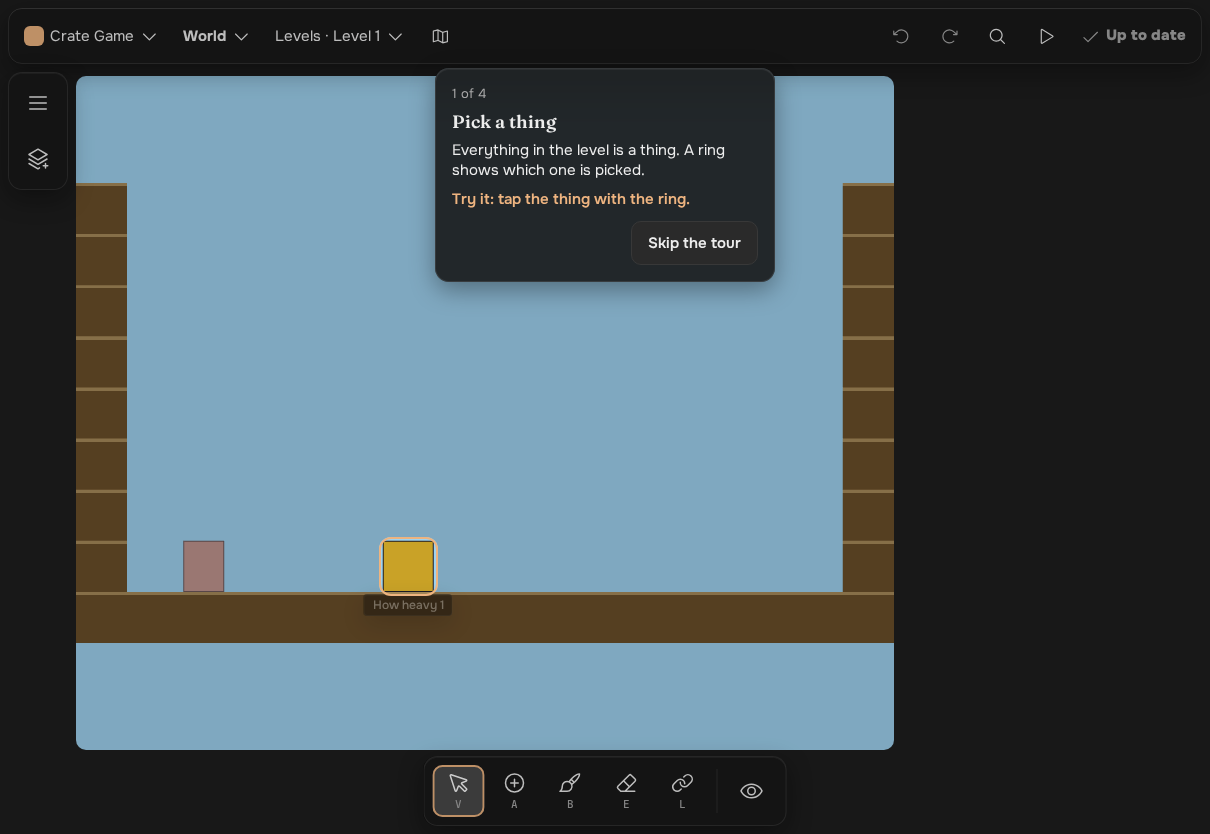 Crate Game
World
Levels · Level 1
Up to date
1 of 4
Pick a thing
Everything in the level is a thing. A ring
shows which one is picked.
Try it: tap the thing with the ring.
Skip the tour
How heavy 1
V
A
B
E
L